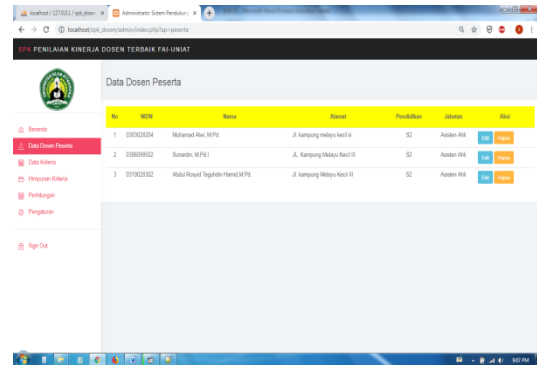 localhost / 127.0.0.1 / spk_dosen
Administrator Sistem Pendukung
localhost/spk_dosen/admin/index.php?ap=peserta
SPK PENILAIAN KINERJA DOSEN TERBAIK FAI-UNIAT
Data Dosen Peserta
No NIDN Nama Alamat Pendidikan Jabatan Aksi
1 0303028204 Muhamad Alwi, M.Pd. Jl. kampung melayu kecil iii S2 Asisten Ahli Edit Hapus
2 Sunardin, M.Pd.I JL. Kampung Melayu Kecil III S2 Asisten Ahli Edit Hapus
3 0319028302 Abdul Rosyid Teguhdin Hamid,M.Pd. Jl. kampung Melayu Kecil III S2 Asisten Ahli Edit Hapus
Beranda
Data Dosen Peserta
Data Kriteria
Himpunan Kriteria
Perhitungan
Pengaturan
Sign Out
9:07 PM